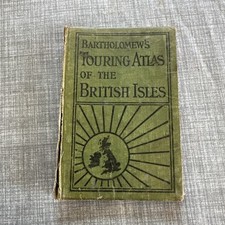 BARTHOLOMEW'S
TOURING ATLAS
OF THE
BRITISH ISLES